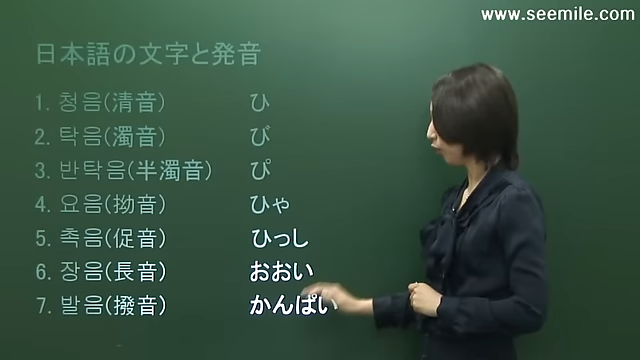 www.seemile.com
日本語の文字と発音
1. 청음(清音) ひ
2. 탁음(濁音) び
3. 반탁음(半濁音) ぴ
4. 요음(拗音) ひゃ
5. 촉음(促音) ひっし
6. 장음(長音) おおい
7. 발음(撥音) かんぱい